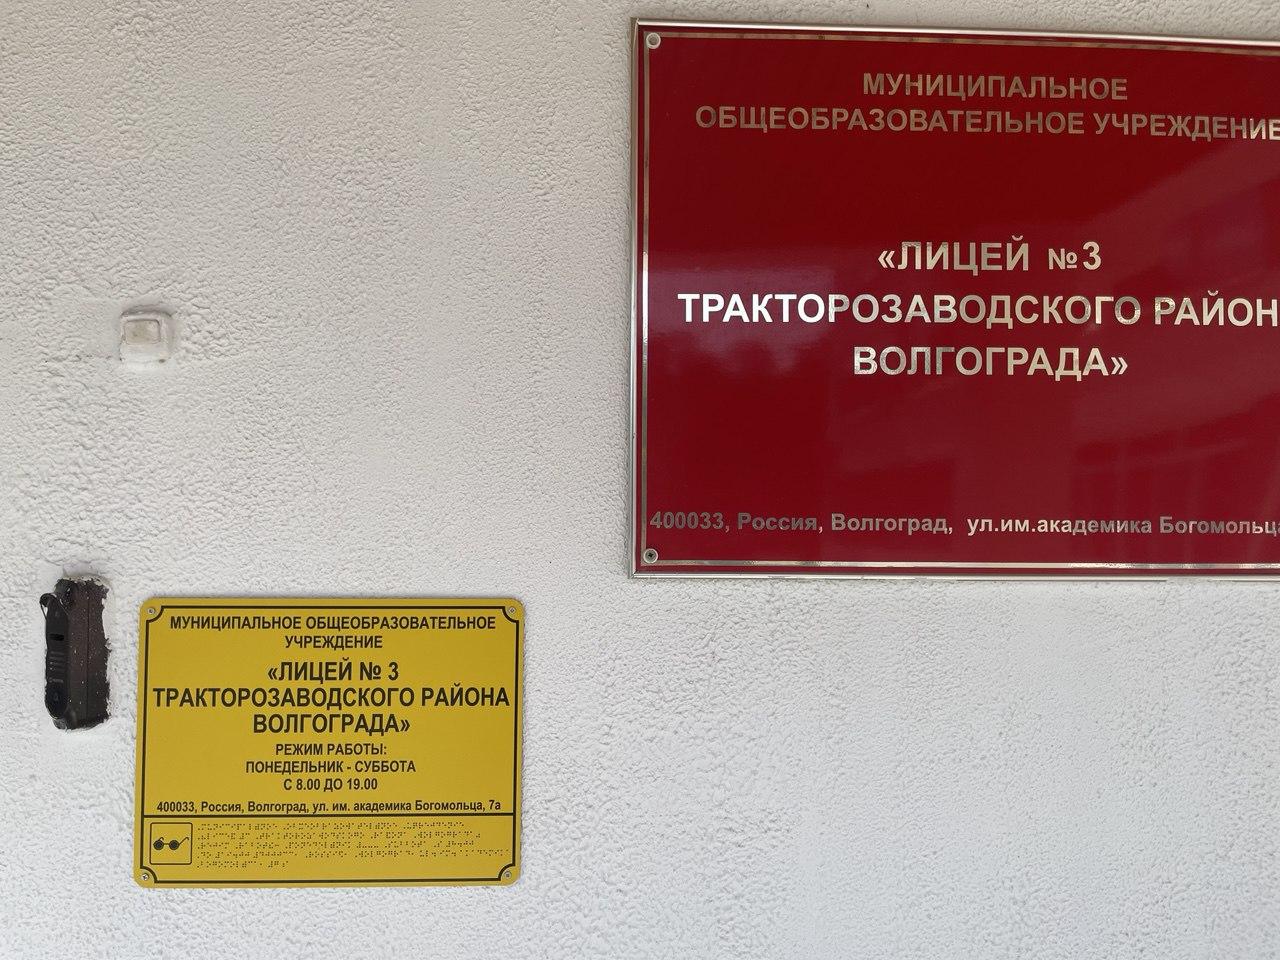 МУНИЦИПАЛЬНОЕ
ОБЩЕОБРАЗОВАТЕЛЬНОЕ УЧРЕЖДЕНИЕ
«ЛИЦЕЙ №3
ТРАКТОРОЗАВОДСКОГО РАЙОН
ВОЛГОГРАДА»
400033, Россия, Волгоград, ул.им.академика Богомольца
МУНИЦИПАЛЬНОЕ ОБЩЕОБРАЗОВАТЕЛЬНОЕ
УЧРЕЖДЕНИЕ
«ЛИЦЕЙ № 3
ТРАКТОРОЗАВОДСКОГО РАЙОНА
ВОЛГОГРАДА»
РЕЖИМ РАБОТЫ:
ПОНЕДЕЛЬНИК - СУББОТА
С 8.00 ДО 19.00
400033, Россия, Волгоград, ул. им. академика Богомольца, 7а